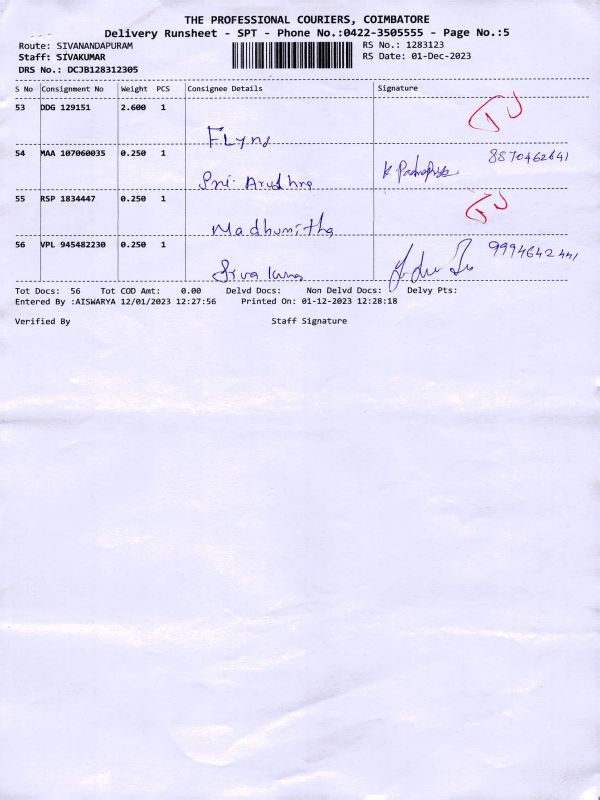 THE PROFESSIONAL COURIERS, COIMBATORE
Delivery Runsheet - SPT - Phone No.:0422-3505555 - Page No.:5
Route: SIVANANDAPURAM
RS No.: 1283123
Staff: SIVAKUMAR
RS Date: 01-Dec-2023
DRS No.: DCJB128312305
S No Consignment No Weight PCS Consignee Details Signature
53 DDG 129151 2.600 1
Flyns
54 MAA 107060035 0.250 1 8870462641
Sri Arudhra
55 RSP 1834447 0.250 1
Madhumitha
56 VPL 945482230 0.250 1 9994642441
Siva kumar
Tot Docs: 56 Tot COD Amt: 0.00 Delvd Docs: Non Delvd Docs: Delvy Pts:
Entered By :AISWARYA 12/01/2023 12:27:56 Printed On: 01-12-2023 12:28:18
Verified By Staff Signature